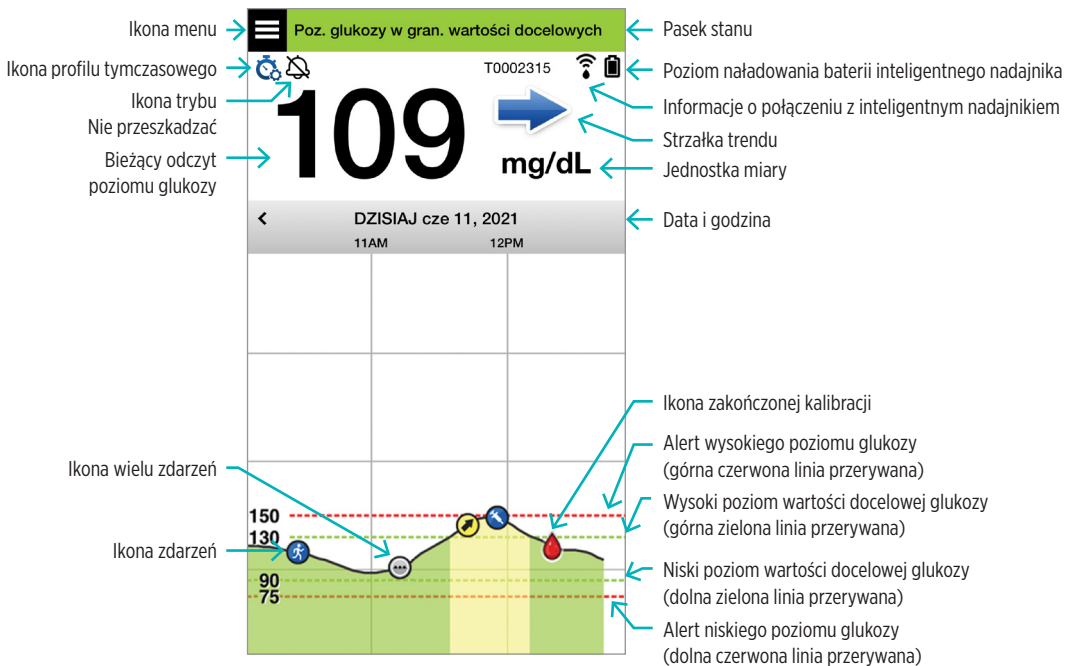 Ikona menu
Ikona profilu tymczasowego
Ikona trybu
Nie przeszkadzać
Bieżący odczyt
poziomu glukozy
Ikona wielu zdarzeń
Ikona zdarzeń
Poz. glukozy w gran. wartości docelowych
T0002315
109
mg/dL
DZISIAJ cze 11, 2021
11AM 12PM
150
130
90
75
Pasek stanu
Poziom naładowania baterii inteligentnego nadajnika
Informacje o połączeniu z inteligentnym nadajnikiem
Strzałka trendu
Jednostka miary
Data i godzina
Ikona zakończonej kalibracji
Alert wysokiego poziomu glukozy
(górna czerwona linia przerywana)
Wysoki poziom wartości docelowej glukozy
(górna zielona linia przerywana)
Niski poziom wartości docelowej glukozy
(dolna zielona linia przerywana)
Alert niskiego poziomu glukozy
(dolna czerwona linia przerywana)